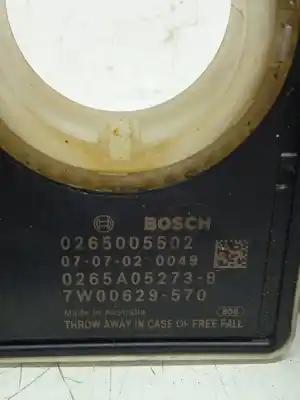 BOSCH
0265005502
07-07-02 0049
0265A05273-B
7W00629-570
Made in Australia
THROW AWAY IN CASE OF FREE FALL